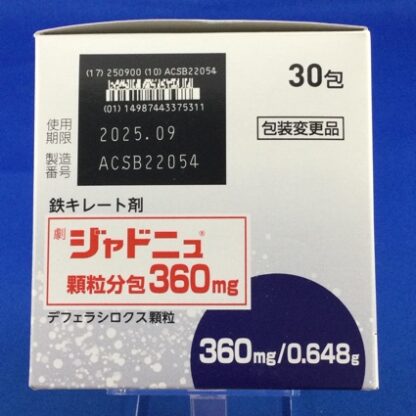 (17) 250900 (10) ACSB22054
(01) 14987443375311
30包
使用
期限
2025.09
包装変更品
製造
番号
ACSB22054
鉄キレート剤
劇
ジャドニュ®
顆粒分包360mg
デフェラシロクス顆粒
360mg/0.648g